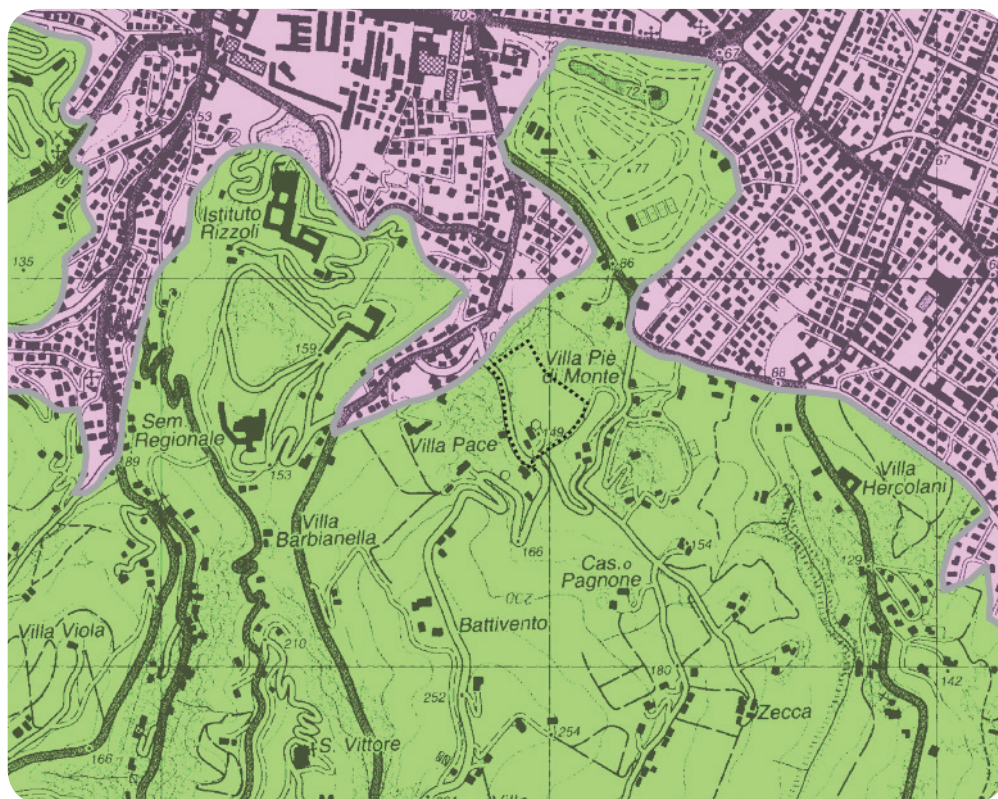 70
67
53
72
77
67
Istituto
Rizzoli
135
86
159
Villa Piè
di Monte
68
149
Sem.
Regionale
Villa Pace
89
153
Villa
Hercolani
Villa
Barbianella
166
154
129
Cas.o
Pagnone
200
Villa Viola
Battivento
210
180
142
252
Zecca
254
S. Vittore
166